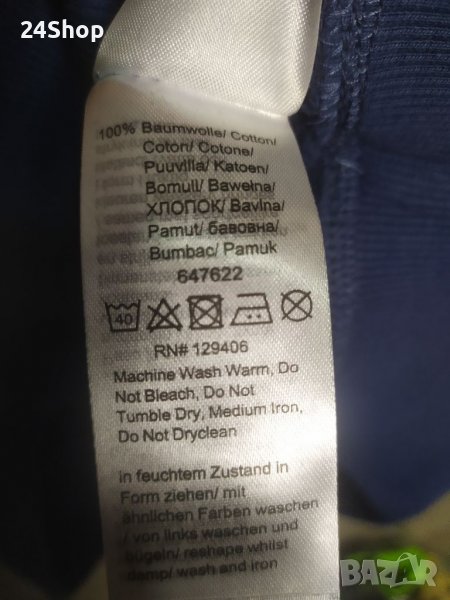 24Shop
100% Baumwolle/ Cotton/
Coton/ Cotone/
Puuvilla/ Katoen/
Bomull/ Bawełna/
ХЛОПОК/ Bavlna/
Pamut/ бавовна/
Bumbac/ Pamuk
647622
40
RN# 129406
Machine Wash Warm, Do
Not Bleach, Do Not
Tumble Dry, Medium Iron,
Do Not Dryclean
in feuchtem Zustand in
Form ziehen/ mit
ähnlichen Farben waschen
/ von links waschen und
bügeln/ reshape whilst
damp/ wash and iron
BAZAR